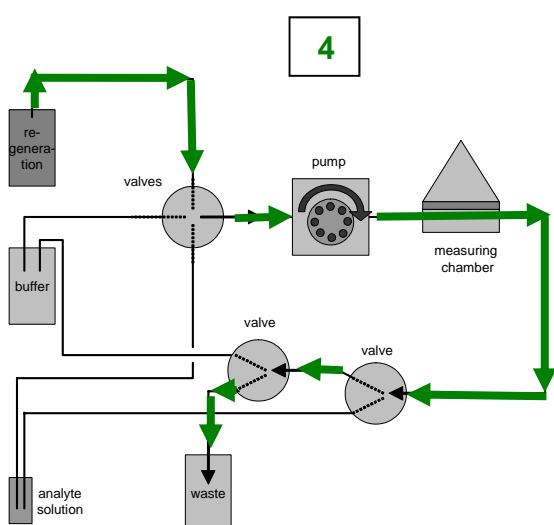 4
re-
genera-
tion
valves
pump
measuring
chamber
buffer
valve
valve
analyte
solution
waste